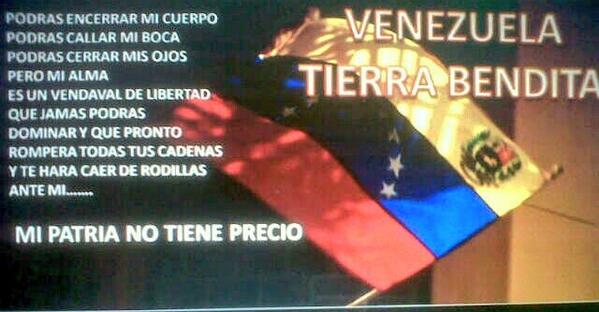 PODRAS ENCERRAR MI CUERPO
PODRAS CALLAR MI BOCA
PODRAS CERRAR MIS OJOS
PERO MI ALMA
ES UN VENDAVAL DE LIBERTAD
QUE JAMAS PODRAS
DOMINAR Y QUE PRONTO
ROMPERA TODAS TUS CADENAS
Y TE HARA CAER DE RODILLAS
ANTE MI.......
MI PATRIA NO TIENE PRECIO
VENEZUELA
TIERRA BENDITA